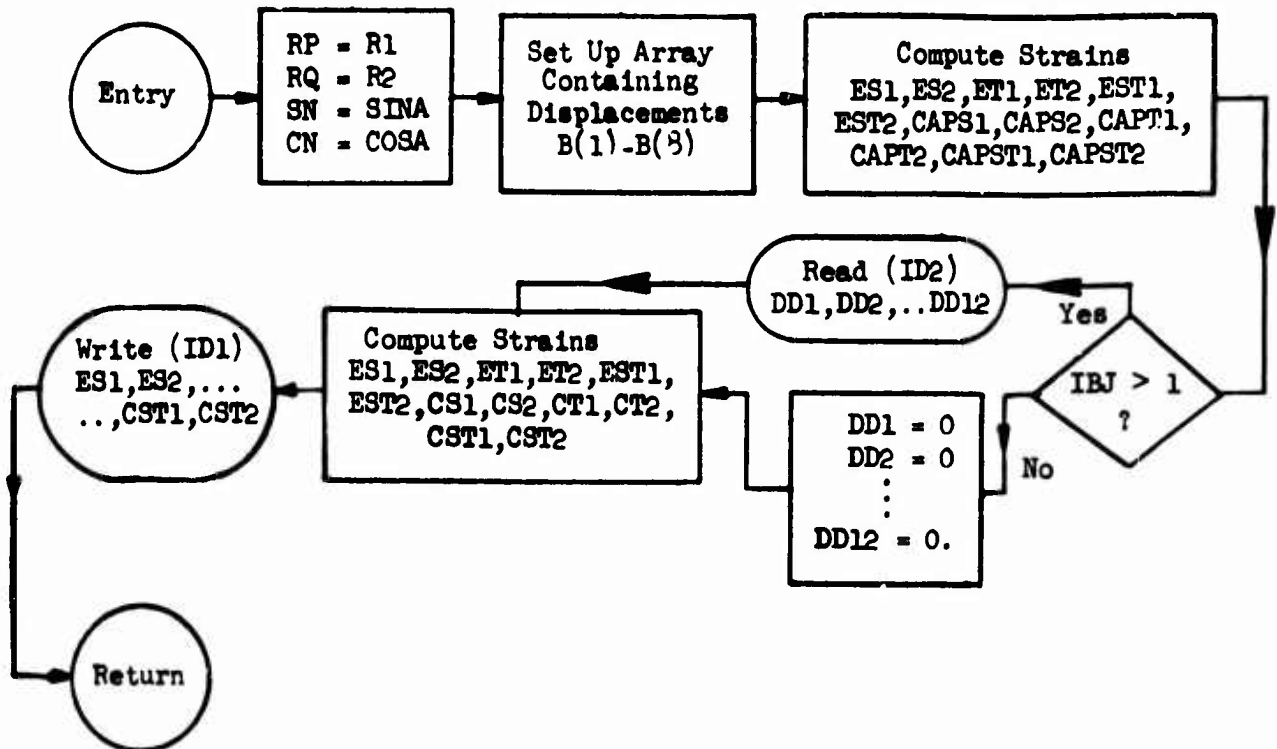 Entry
RP = R1
RQ = R2
SN = SINA
CN = COSA
Set Up Array
Containing
Displacements
B(1)-B(8)
Compute Strains
ES1,ES2,ET1,ET2,EST1,
EST2,CAPS1,CAPS2,CAPT1,
CAPT2,CAPST1,CAPST2
IBJ > 1
?
Yes
No
Read (ID2)
DD1,DD2,..DD12
DD1 = 0
DD2 = 0
⋮
DD12 = 0.
Compute Strains
ES1,ES2,ET1,ET2,EST1,
EST2,CS1,CS2,CT1,CT2,
CST1,CST2
Write (ID1)
ES1,ES2,...
..,CST1,CST2
Return